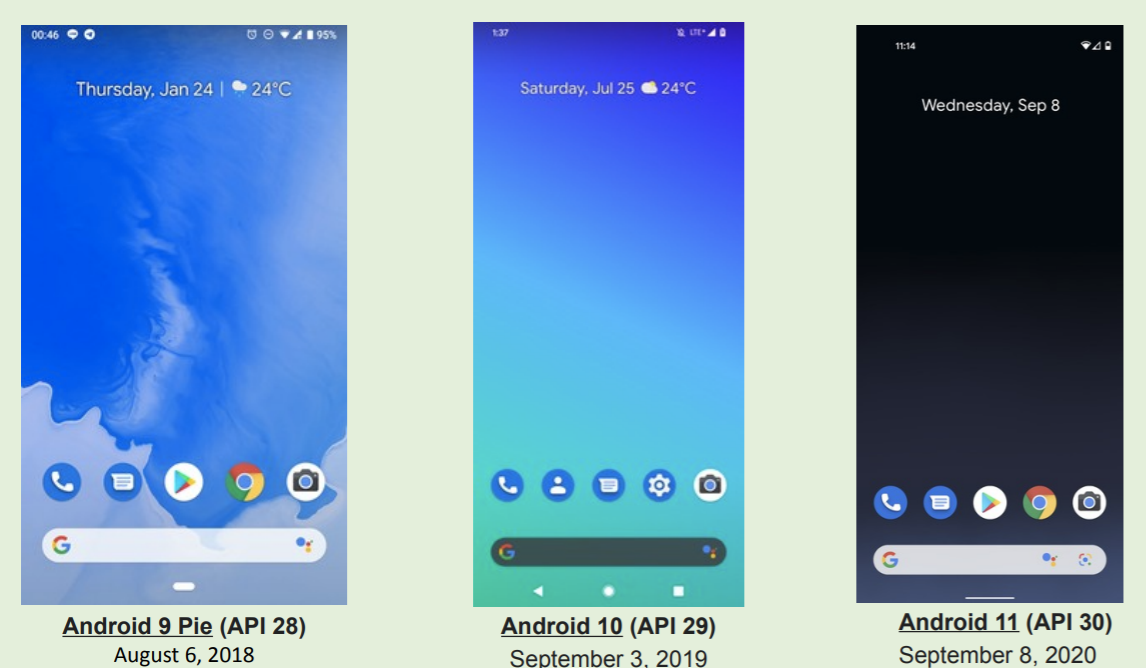 00:46
95%
Thursday, Jan 24 | 24°C
Android 9 Pie (API 28)
August 6, 2018
1:37
LTE*
Saturday, Jul 25 24°C
Android 10 (API 29)
September 3, 2019
11:14
Wednesday, Sep 8
Android 11 (API 30)
September 8, 2020